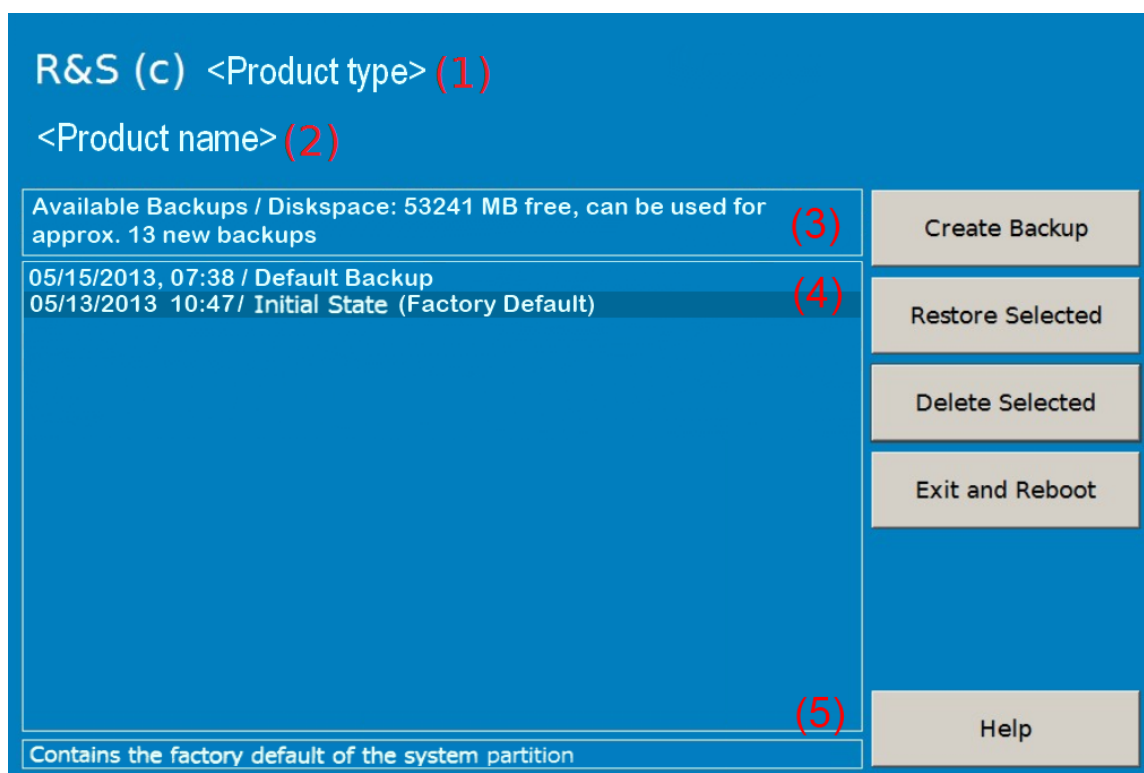 R&S (c) <Product type> (1)
<Product name> (2)
Available Backups / Diskspace: 53241 MB free, can be used for
approx. 13 new backups
(3)
Create Backup
05/15/2013, 07:38 / Default Backup
05/13/2013 10:47/ Initial State (Factory Default)
(4)
Restore Selected
Delete Selected
Exit and Reboot
(5)
Help
Contains the factory default of the system partition